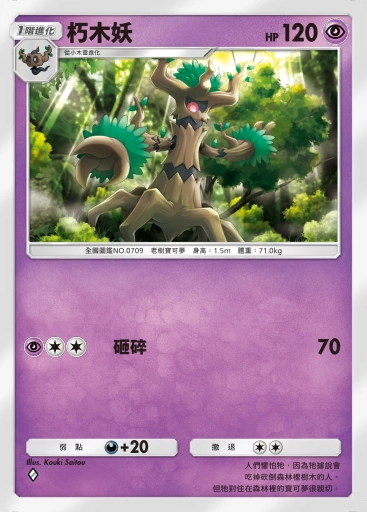 1階進化
朽木妖
HP 120
從小木靈進化
全國圖鑑NO.0709 老樹寶可夢 身高：1.5m 體重：71.0kg
砸碎 70
弱點 +20
撤退
Illus. Kouki Saitou
人們懼怕牠，因為牠據說會
吃掉砍倒森林裡樹木的人。
但牠對住在森林裡的寶可夢很親切。